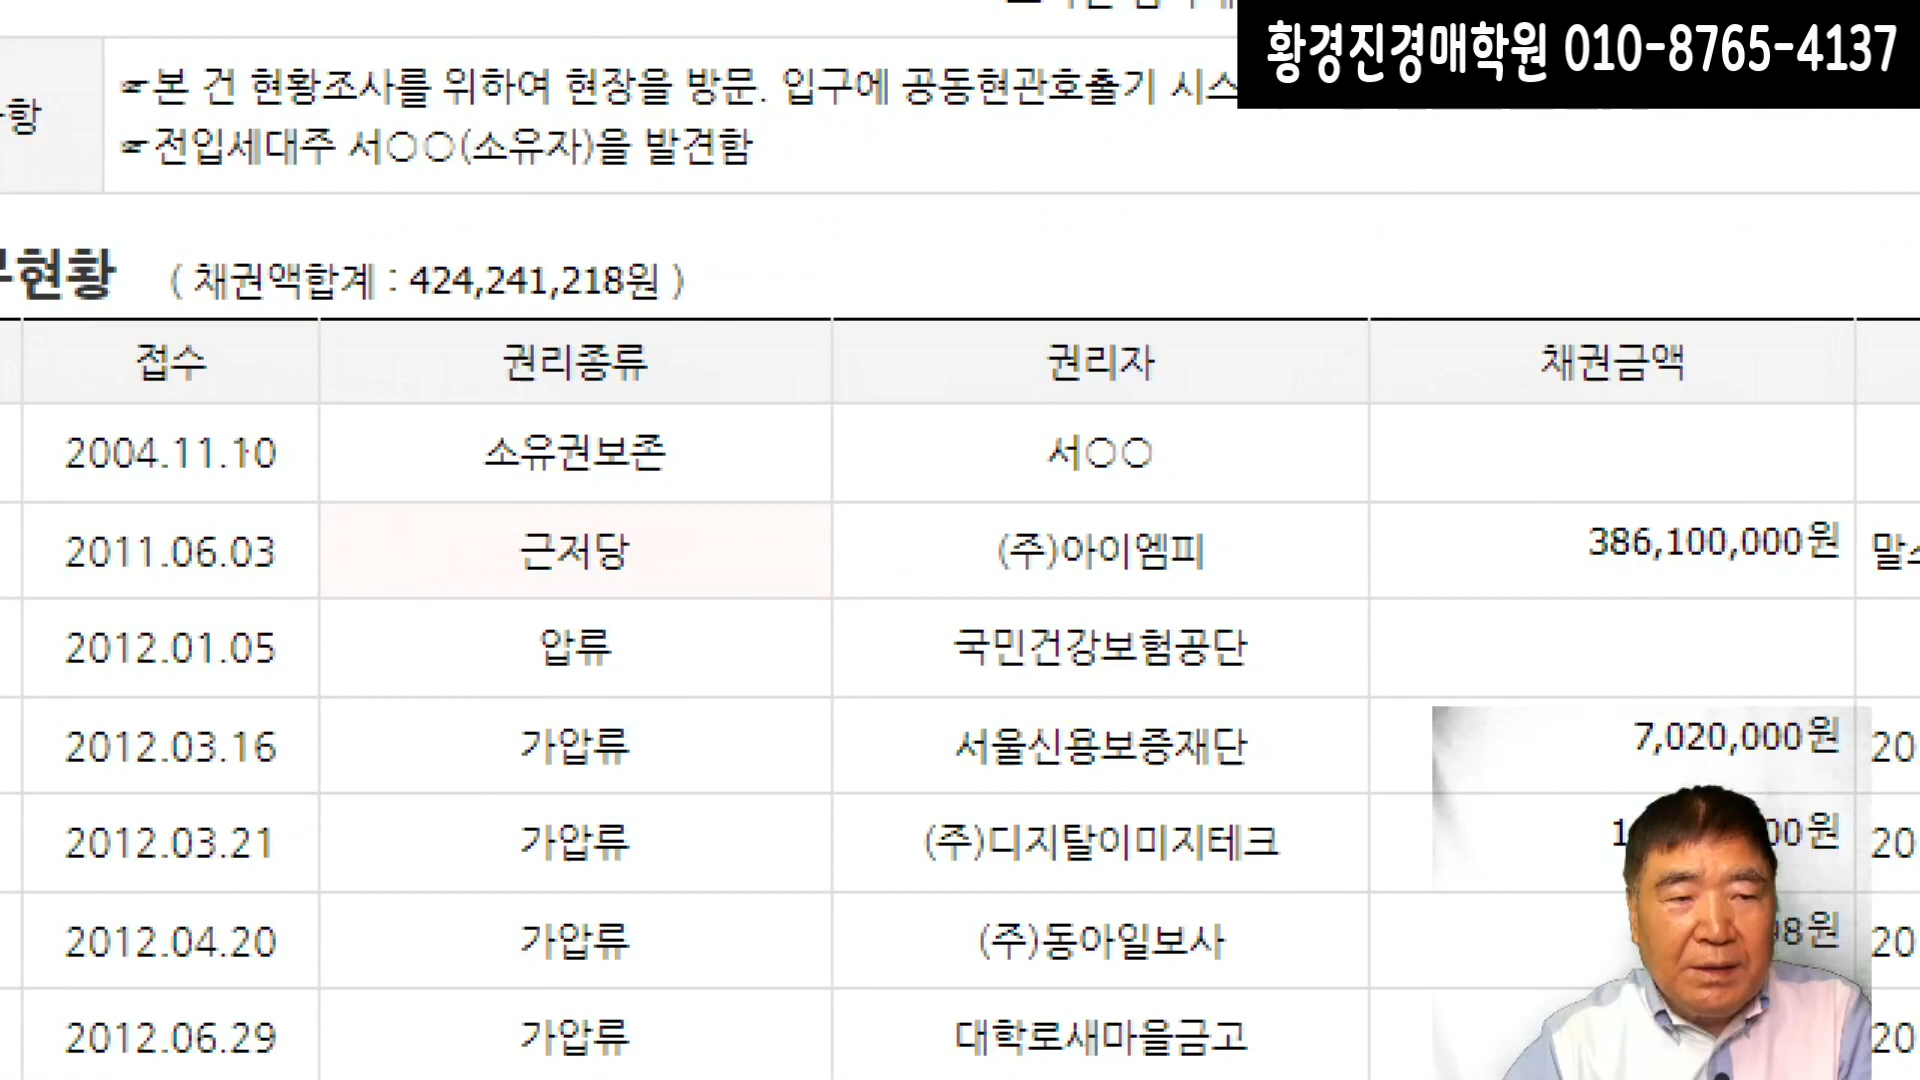 황경진경매학원 010-8765-4137
☞본 건 현황조사를 위하여 현장을 방문. 입구에 공동현관호출기 시스
항
☞전입세대주 서○○(소유자)을 발견함
현황 ( 채권액합계 : 424,241,218원 )
접수 권리종류 권리자 채권금액
2004.11.10 소유권보존 서○○
2011.06.03 근저당 (주)아이엠피 386,100,000원 말소
2012.01.05 압류 국민건강보험공단
2012.03.16 가압류 서울신용보증재단 7,020,000원 20
2012.03.21 가압류 (주)디지탈이미지테크 00원 20
2012.04.20 가압류 (주)동아일보사 98원 20
2012.06.29 가압류 대학로새마을금고 20